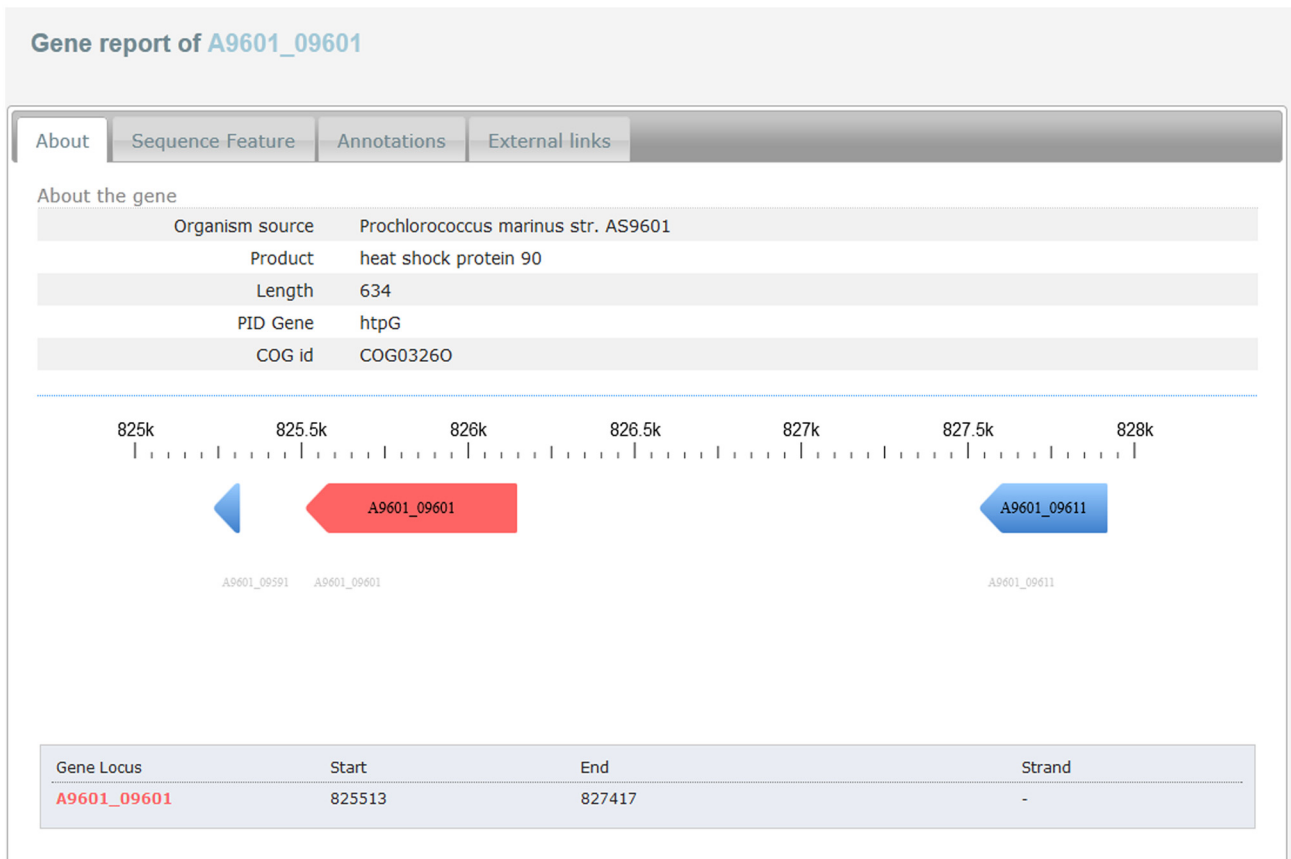 Gene report of A9601_09601
About Sequence Feature Annotations External links
About the gene
Organism source Prochlorococcus marinus str. AS9601
Product heat shock protein 90
Length 634
PID Gene htpG
COG id COG0326O
825k 825.5k 826k 826.5k 827k 827.5k 828k
A9601_09601 A9601_09611
A9601_09591 A9601_09601 A9601_09611
Gene Locus Start End Strand
A9601_09601 825513 827417 -